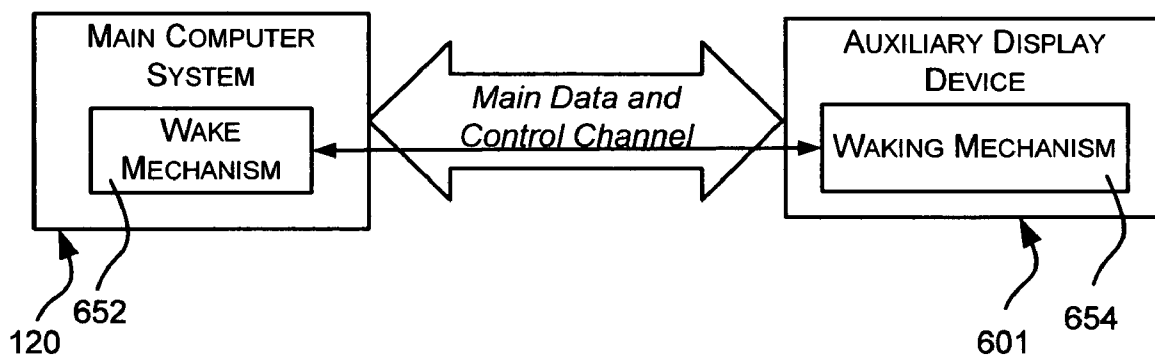 MAIN COMPUTER
SYSTEM
WAKE
MECHANISM
Main Data and
Control Channel
AUXILIARY DISPLAY
DEVICE
WAKING MECHANISM
652
120
654
601